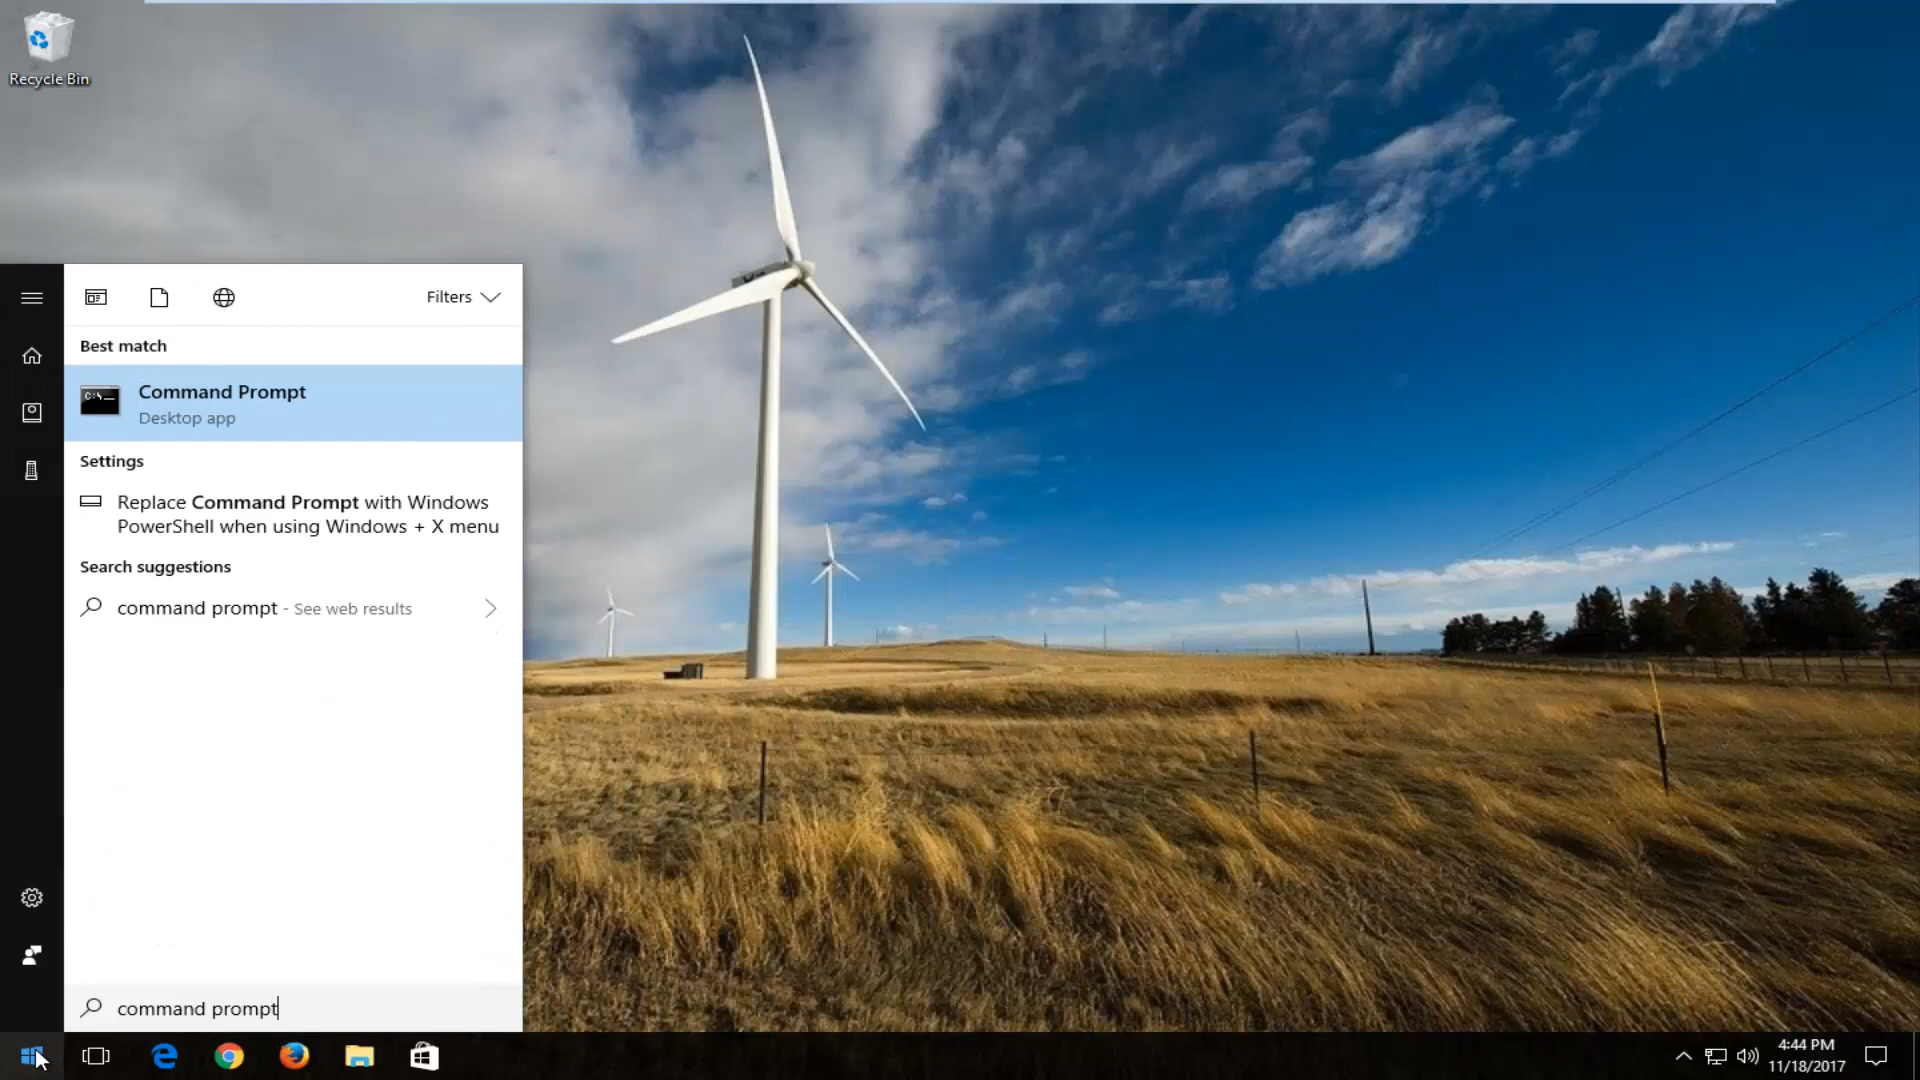 Recycle Bin
Filters
Best match
C:\
Command Prompt
Desktop app
Settings
Replace Command Prompt with Windows
PowerShell when using Windows + X menu
Search suggestions
command prompt - See web results
command prompt
4:44 PM
11/18/2017